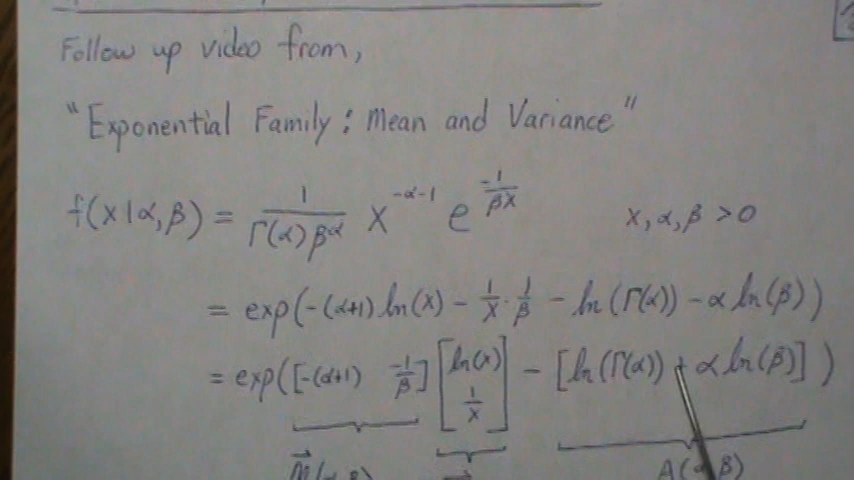 Follow up video from,
"Exponential Family: Mean and Variance"
f(x|α,β) = 1/(Γ(α)β^α) x^(-α-1) e^(-1/(βx))    x,α,β >0
= exp(-(α+1) ln(x) - 1/x · 1/β - ln(Γ(α)) - α ln(β))
= exp([-(α+1)  -1/β] [ln(x) 1/x] - [ln(Γ(α)) + α ln(β)])